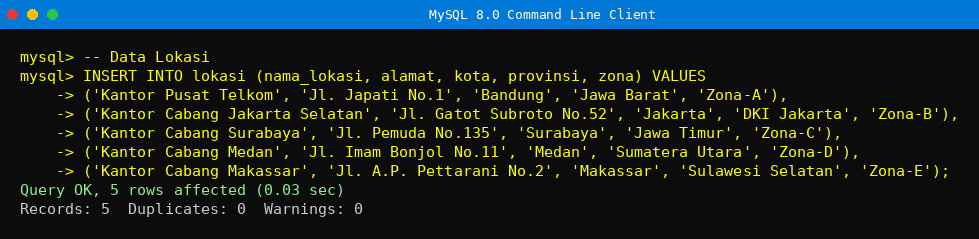 MySQL 8.0 Command Line Client
mysql> -- Data Lokasi
mysql> INSERT INTO lokasi (nama_lokasi, alamat, kota, provinsi, zona) VALUES
    -> ('Kantor Pusat Telkom', 'Jl. Japati No.1', 'Bandung', 'Jawa Barat', 'Zona-A'),
    -> ('Kantor Cabang Jakarta Selatan', 'Jl. Gatot Subroto No.52', 'Jakarta', 'DKI Jakarta', 'Zona-B'),
    -> ('Kantor Cabang Surabaya', 'Jl. Pemuda No.135', 'Surabaya', 'Jawa Timur', 'Zona-C'),
    -> ('Kantor Cabang Medan', 'Jl. Imam Bonjol No.11', 'Medan', 'Sumatera Utara', 'Zona-D'),
    -> ('Kantor Cabang Makassar', 'Jl. A.P. Pettarani No.2', 'Makassar', 'Sulawesi Selatan', 'Zona-E');
Query OK, 5 rows affected (0.03 sec)
Records: 5  Duplicates: 0  Warnings: 0